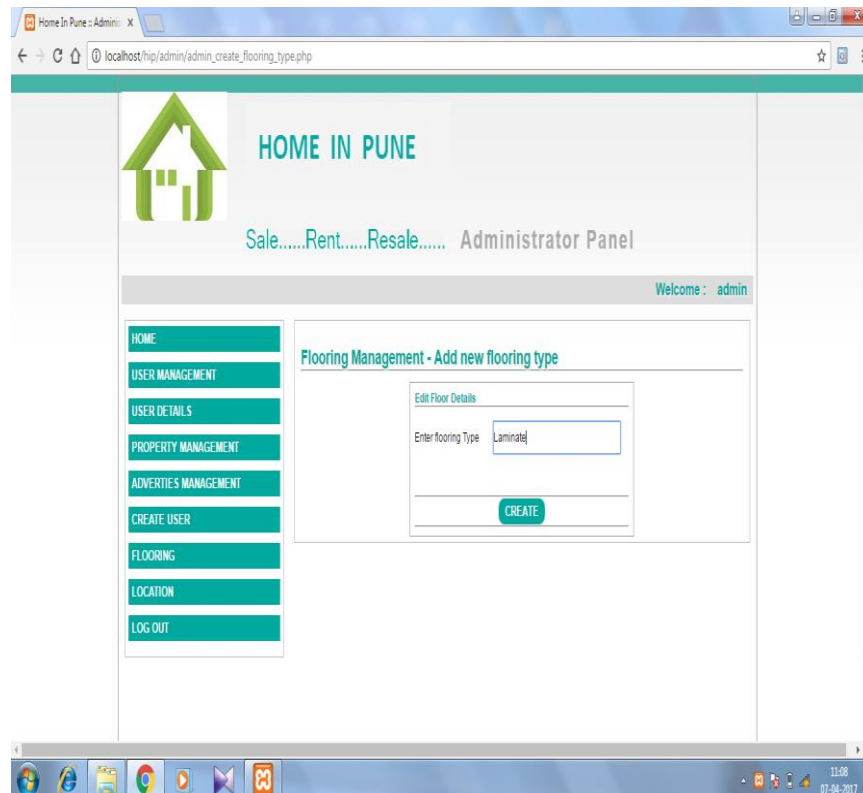 Home In Pune :: Adminis X
localhost/hip/admin/admin_create_flooring_type.php
HOME IN PUNE
Sale......Rent......Resale...... Administrator Panel
Welcome : admin
HOME
USER MANAGEMENT
USER DETAILS
PROPERTY MANAGEMENT
ADVERTIES MANAGEMENT
CREATE USER
FLOORING
LOCATION
LOG OUT
Flooring Management - Add new flooring type
Edit Floor Details
Enter flooring Type Laminate
CREATE
11:08
07-04-2017